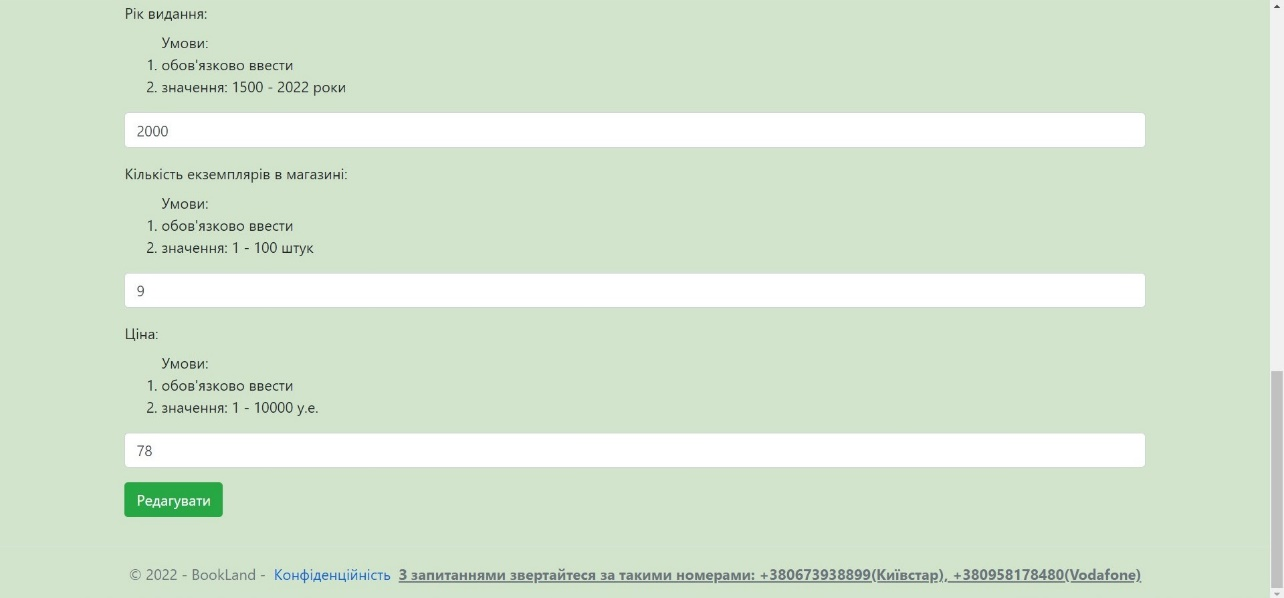 Рік видання:
Умови:
1. обов'язково ввести
2. значення: 1500 - 2022 роки
2000
Кількість екземплярів в магазині:
Умови:
1. обов'язково ввести
2. значення: 1 - 100 штук
9
Ціна:
Умови:
1. обов'язково ввести
2. значення: 1 - 10000 у.е.
78
Редагувати
© 2022 - BookLand - Конфіденційність З запитаннями звертайтеся за такими номерами: +380673938899(Київстар), +380958178480(Vodafone)